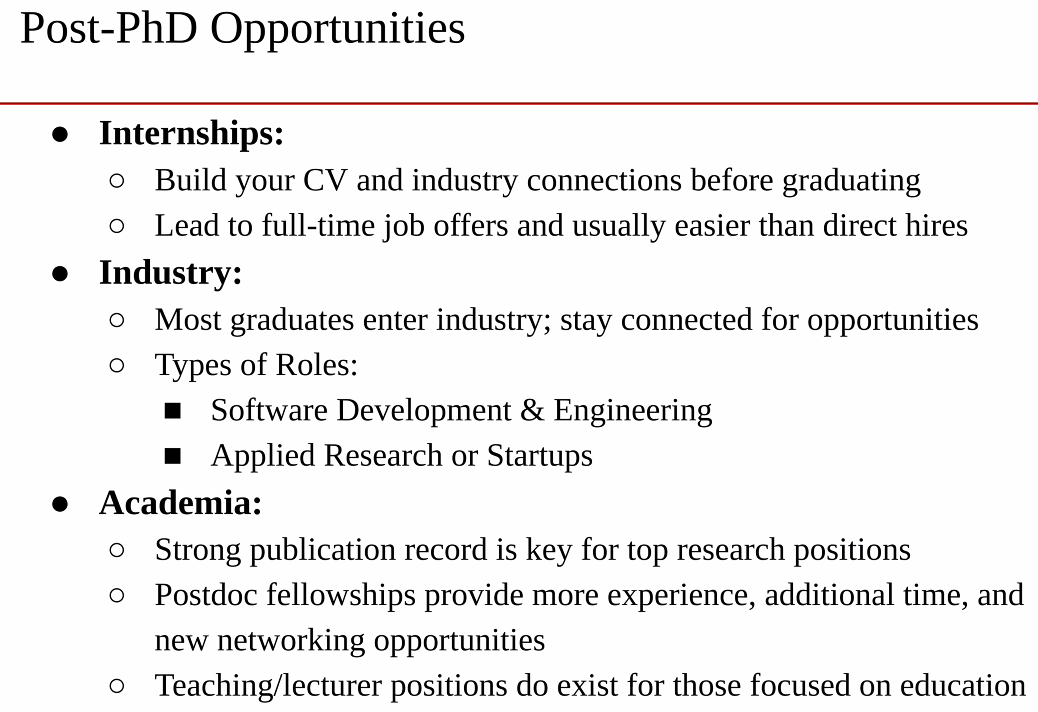 Post-PhD Opportunities
● Internships:
○ Build your CV and industry connections before graduating
○ Lead to full-time job offers and usually easier than direct hires
● Industry:
○ Most graduates enter industry; stay connected for opportunities
○ Types of Roles:
■ Software Development & Engineering
■ Applied Research or Startups
● Academia:
○ Strong publication record is key for top research positions
○ Postdoc fellowships provide more experience, additional time, and
new networking opportunities
○ Teaching/lecturer positions do exist for those focused on education